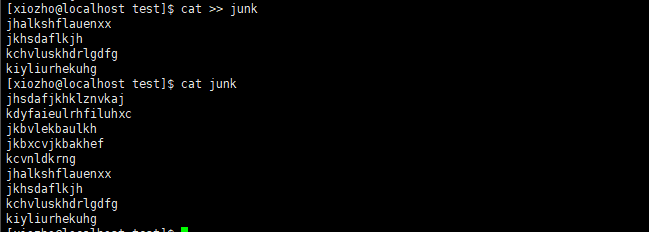 [xiozho@localhost test]$ cat >> junk
jhalkshflauenxx
jkhsdaflkjh
kchvluskhdrlgdfg
kiyliurhekuhg
[xiozho@localhost test]$ cat junk
jhsdafjkhklznvkaj
kdyfaieulrhfiluhxc
jkbvlekbaulkh
jkbxcvjkbakhef
kcvnldkrng
jhalkshflauenxx
jkhsdaflkjh
kchvluskhdrlgdfg
kiyliurhekuhg
[xiozho@localhost test]$